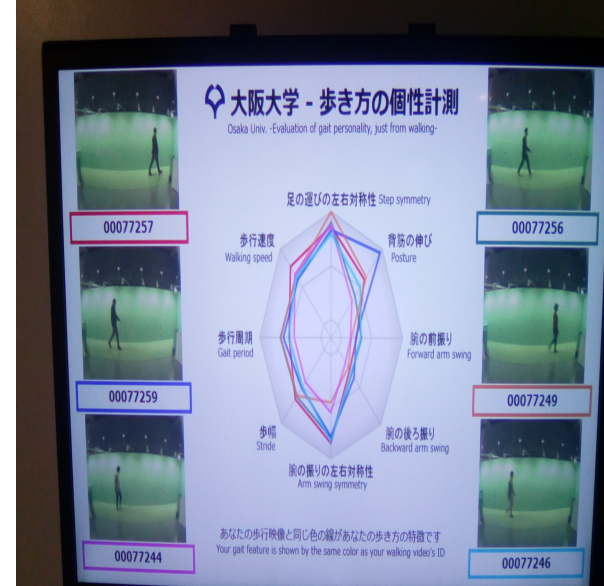 大阪大学 - 歩き方の個性計測
Osaka Univ. -Evaluation of gait personality, just from walking-
00077257
00077256
00077259
00077249
00077244
00077246
足の運びの左右対称性 Step symmetry
歩行速度
Walking speed
背筋の伸び
Posture
歩行周期
Gait period
腕の前振り
Forward arm swing
歩幅
Stride
腕の後ろ振り
Backward arm swing
腕の振りの左右対称性
Arm swing symmetry
あなたの歩行映像と同じ色の線があなたの歩き方の特徴です
Your gait feature is shown by the same color as your walking video's ID